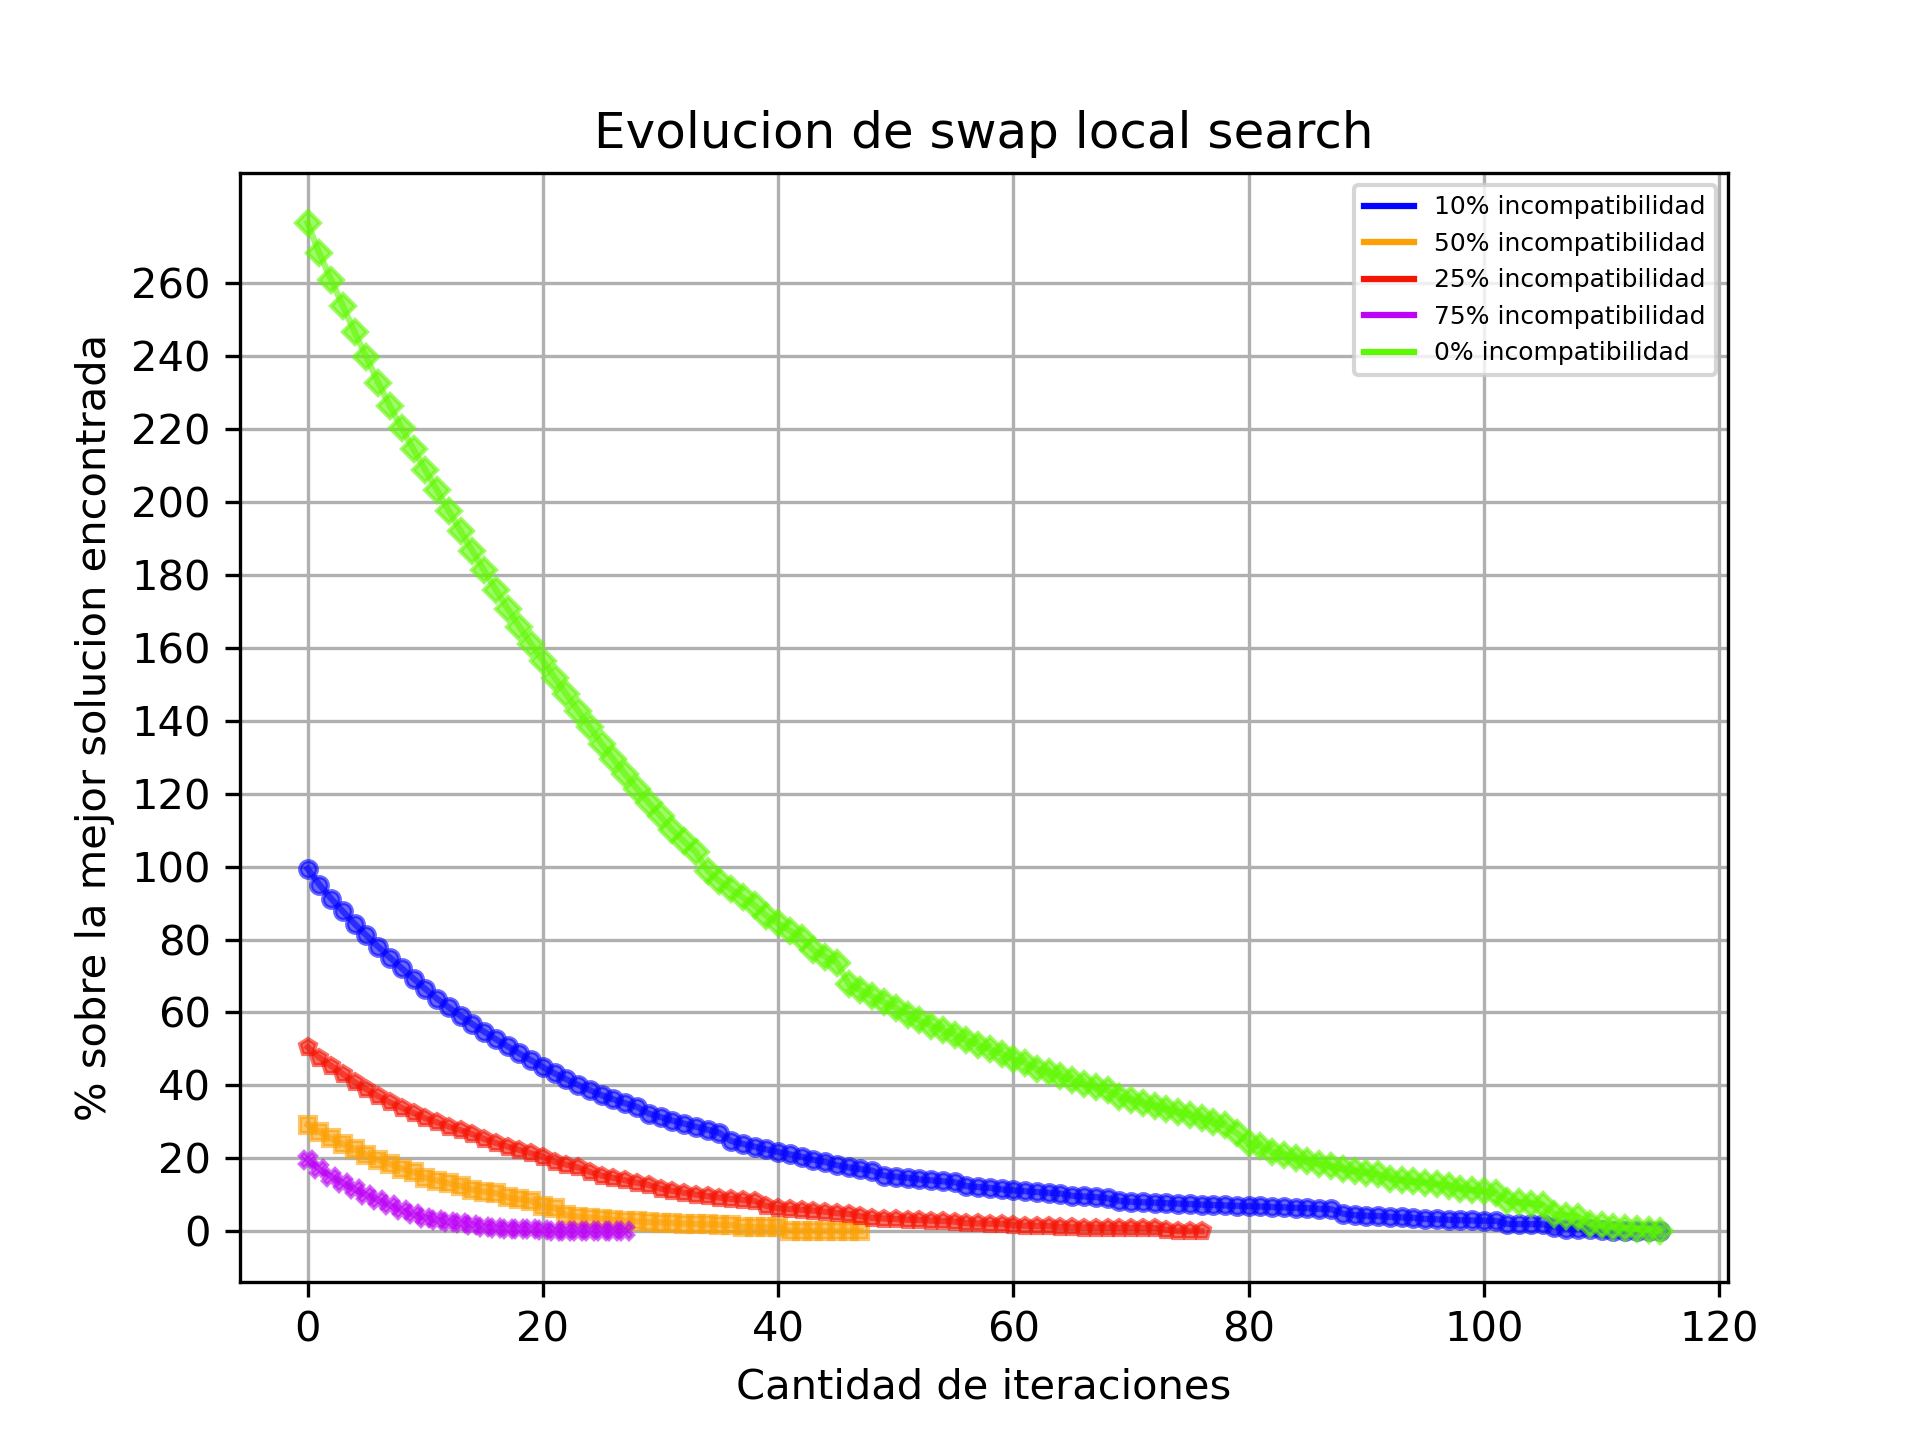 Evolucion de swap local search
10% incompatibilidad
50% incompatibilidad
25% incompatibilidad
75% incompatibilidad
0% incompatibilidad
% sobre la mejor solucion encontrada
260
240
220
200
180
160
140
120
100
80
60
40
20
0
0 20 40 60 80 100 120
Cantidad de iteraciones